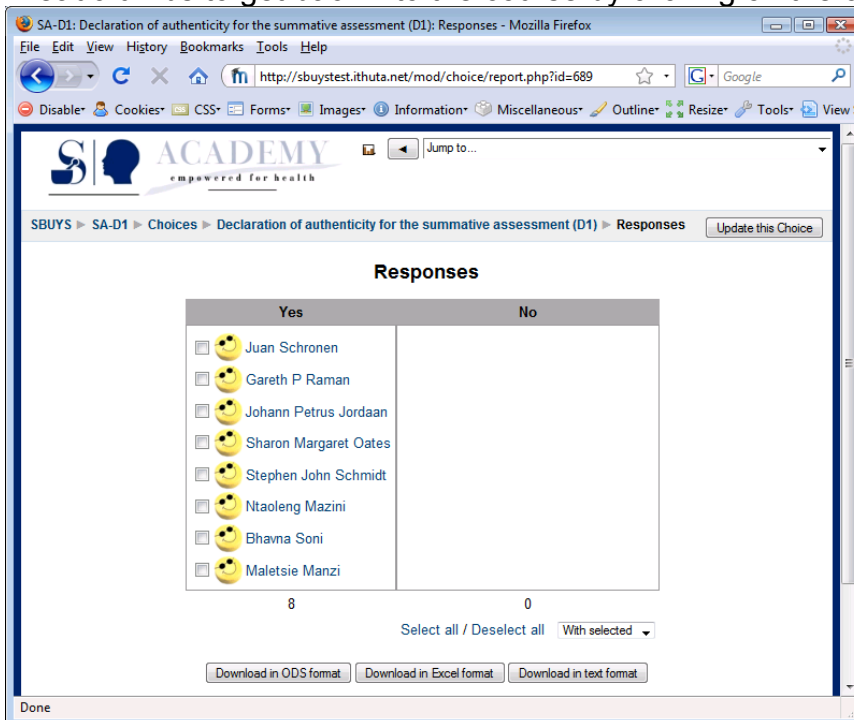 SA-D1: Declaration of authenticity for the summative assessment (D1): Responses - Mozilla Firefox
File Edit View History Bookmarks Tools Help
http://sbuystest.ithuta.net/mod/choice/report.php?id=689 G Google
Disable Cookies CSS Forms Images Information Miscellaneous Outline Resize Tools View
S ACADEMY Jump to...
empowered for health
SBUYS ► SA-D1 ► Choices ► Declaration of authenticity for the summative assessment (D1) ► Responses Update this Choice
Responses
Yes No
Juan Schronen
Gareth P Raman
Johann Petrus Jordaan
Sharon Margaret Oates
Stephen John Schmidt
Ntaoleng Mazini
Bhavna Soni
Maletsie Manzi
8 0
Select all / Deselect all With selected
Download in ODS format Download in Excel format Download in text format
Done